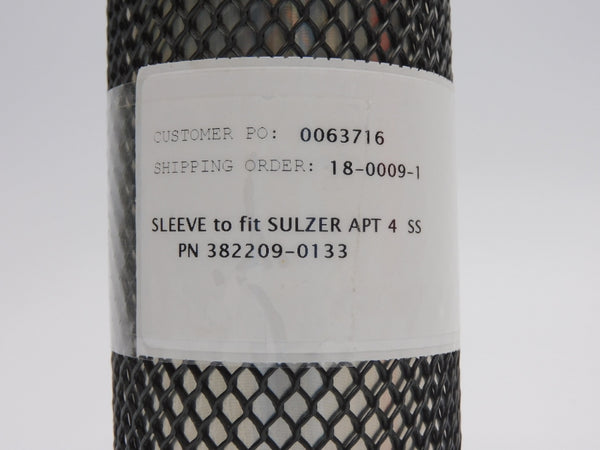 CUSTOMER PO: 0063716
SHIPPING ORDER: 18-0009-1
SLEEVE to fit SULZER APT 4 SS
PN 382209-0133